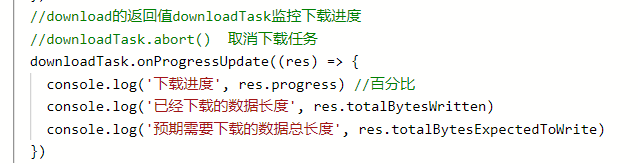 //download的返回值downloadTask监控下载进度
//downloadTask.abort()  取消下载任务
downloadTask.onProgressUpdate((res) => {
  console.log('下载进度', res.progress) //百分比
  console.log('已经下载的数据长度', res.totalBytesWritten)
  console.log('预期需要下载的数据总长度', res.totalBytesExpectedToWrite)
})